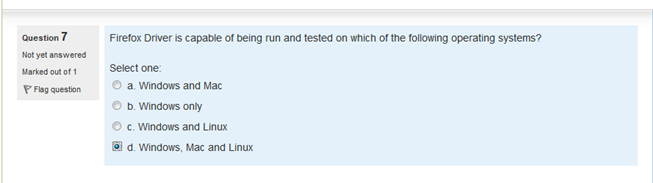 Question 7
Not yet answered
Marked out of 1
Flag question
Firefox Driver is capable of being run and tested on which of the following operating systems?
Select one:
a. Windows and Mac
b. Windows only
c. Windows and Linux
d. Windows, Mac and Linux